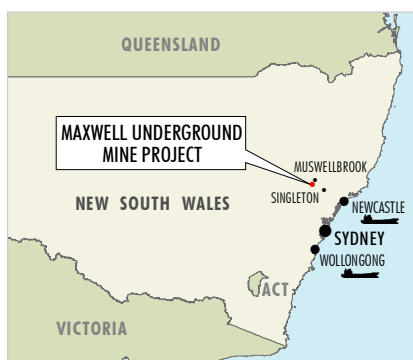 QUEENSLAND
MAXWELL UNDERGROUND
MINE PROJECT
MUSWELLBROOK
SINGLETON
NEW SOUTH WALES
NEWCASTLE
SYDNEY
WOLLONGONG
ACT
VICTORIA